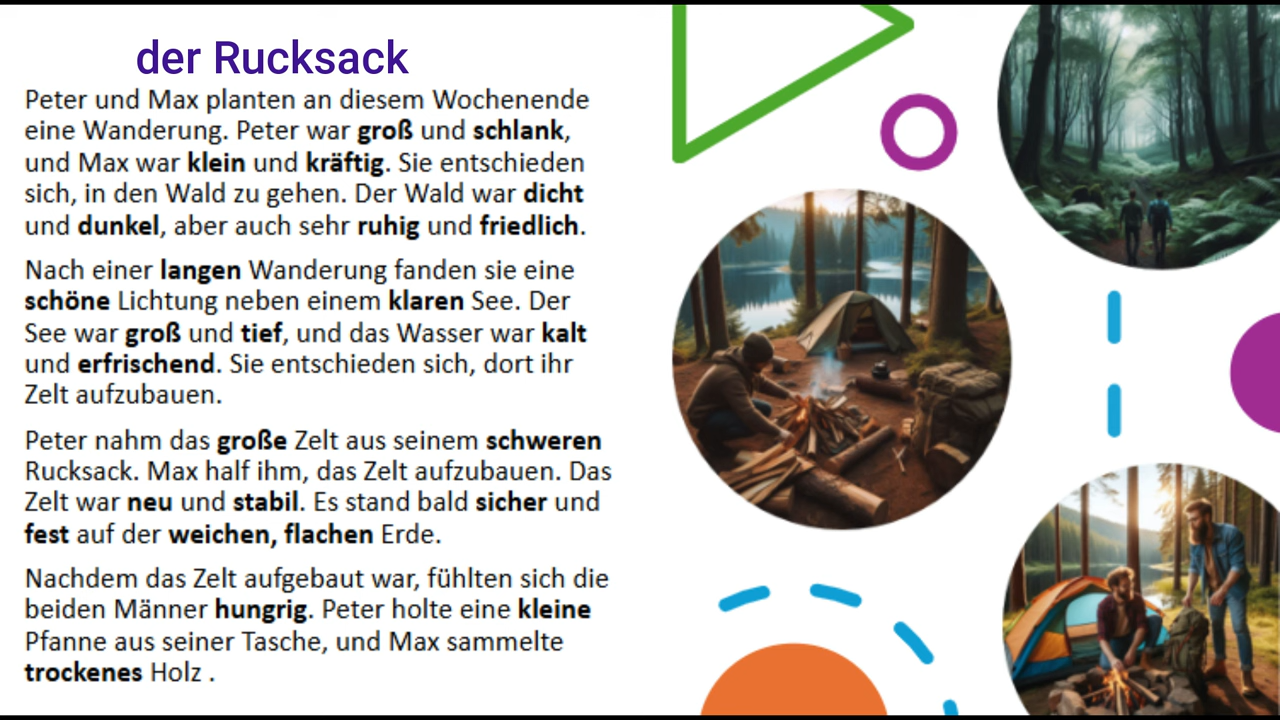 der Rucksack
Peter und Max planten an diesem Wochenende
eine Wanderung. Peter war groß und schlank,
und Max war klein und kräftig. Sie entschieden
sich, in den Wald zu gehen. Der Wald war dicht
und dunkel, aber auch sehr ruhig und friedlich.
Nach einer langen Wanderung fanden sie eine
schöne Lichtung neben einem klaren See. Der
See war groß und tief, und das Wasser war kalt
und erfrischend. Sie entschieden sich, dort ihr
Zelt aufzubauen.
Peter nahm das große Zelt aus seinem schweren
Rucksack. Max half ihm, das Zelt aufzubauen. Das
Zelt war neu und stabil. Es stand bald sicher und
fest auf der weichen, flachen Erde.
Nachdem das Zelt aufgebaut war, fühlten sich die
beiden Männer hungrig. Peter holte eine kleine
Pfanne aus seiner Tasche, und Max sammelte
trockenes Holz .